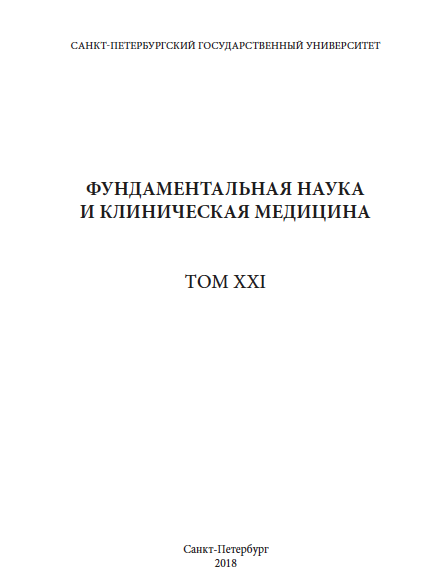 САНКТ-ПЕТЕРБУРГСКИЙ ГОСУДАРСТВЕННЫЙ УНИВЕРСИТЕТ
ФУНДАМЕНТАЛЬНАЯ НАУКА
И КЛИНИЧЕСКАЯ МЕДИЦИНА
ТОМ XXI
Санкт-Петербург
2018